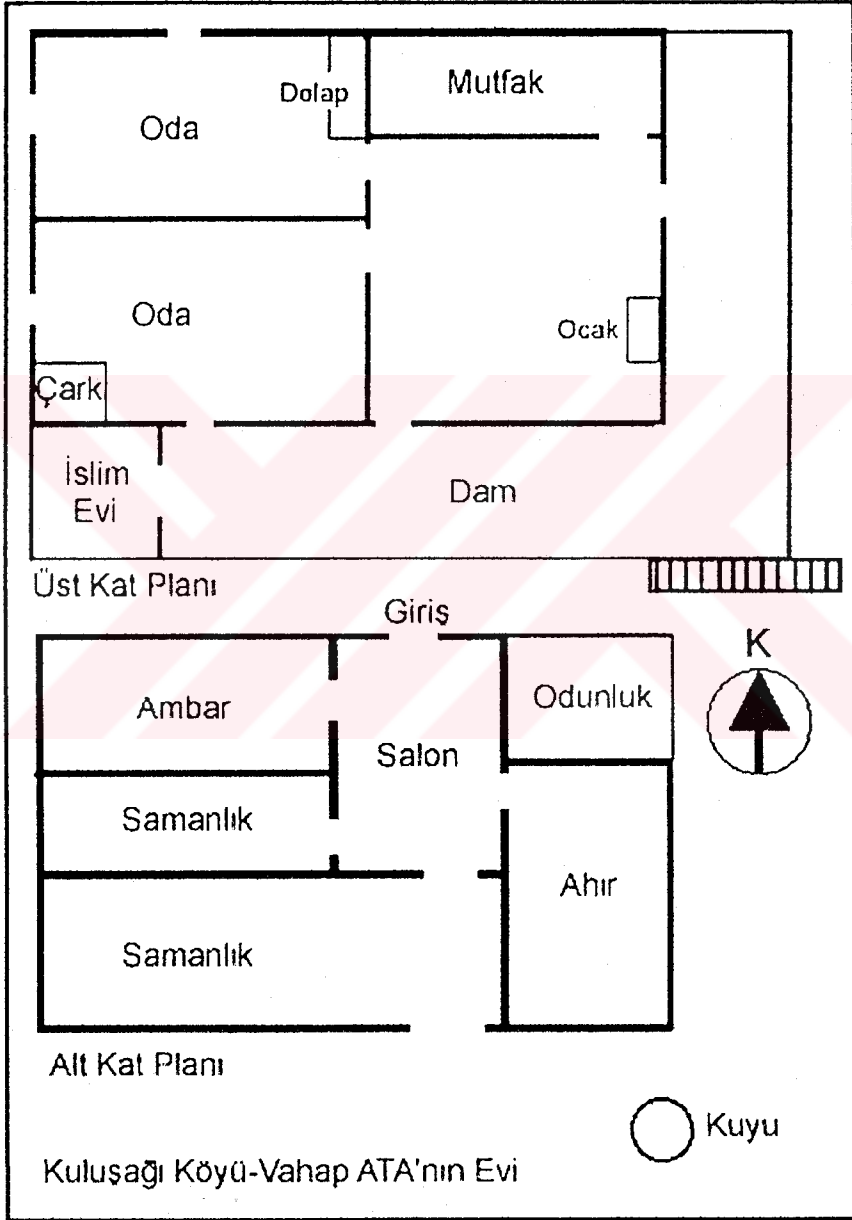 Dolap
Mutfak
Oda
Oda
Ocak
Çark
İslim
Evi
Dam
Üst Kat Planı
Giriş
K
Ambar
Odunluk
Salon
Samanlık
Ahır
Samanlık
Alt Kat Planı
Kuyu
Kuluşağı Köyü-Vahap ATA'nın Evi